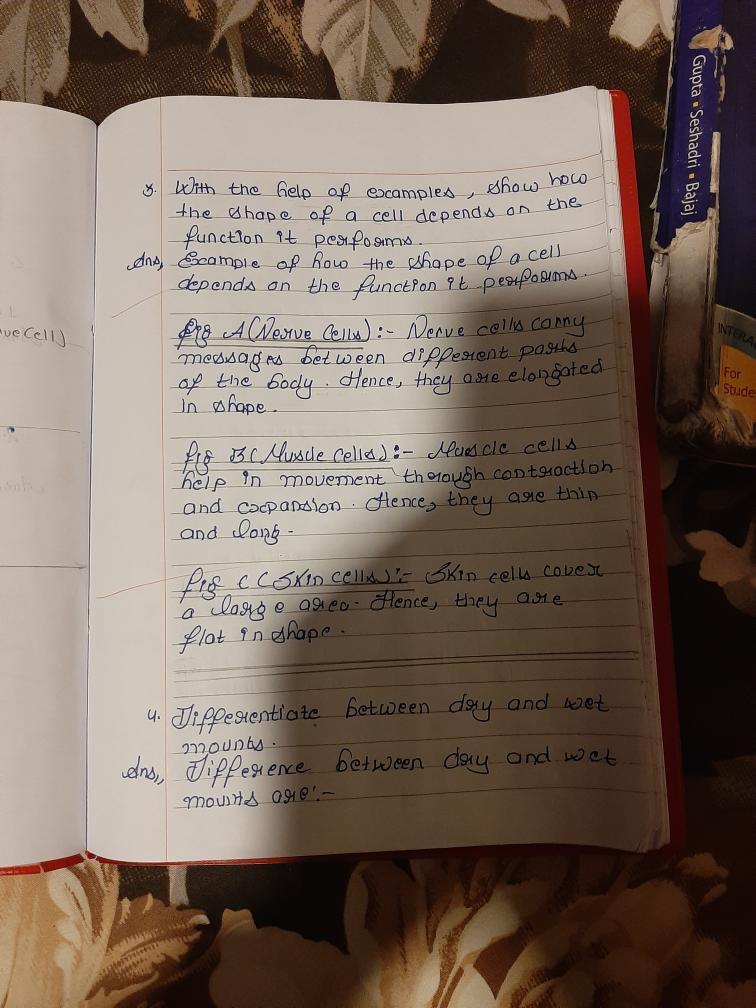 ue Cell)
3. With the help of examples, show how
the shape of a cell depends on the
function it performs.
Ans, Example of how the shape of a cell
depends on the function it performs.
fig A (Nerve Cells) :- Nerve cells carry
messages between different parts
of the body. Hence, they are elongated
in shape.
fig B (Muscle Cells) :- Muscle cells
help in movement through contraction
and expansion. Hence, they are thin
and long.
fig C (Skin cells) :- Skin cells cover
a large area. Hence, they are
flat in shape.
4. Differentiate between dry and wet
mounts.
Ans,, Difference between dry and wet
mounts are :-
Gupta • Seshadri • Bajaj
INTERA
For
Stude